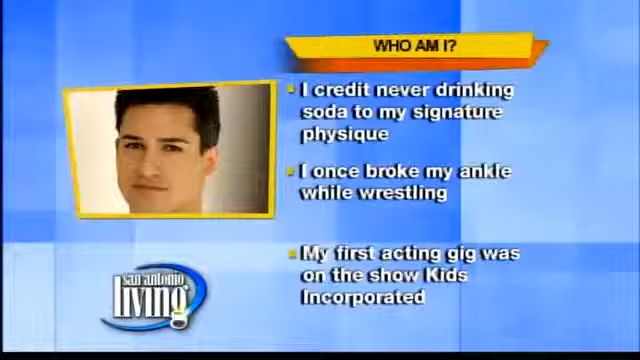 WHO AM I?
I credit never drinking
soda to my signature
physique
I once broke my ankle
while wrestling
My first acting gig was
on the show Kids
Incorporated
san antonio
living